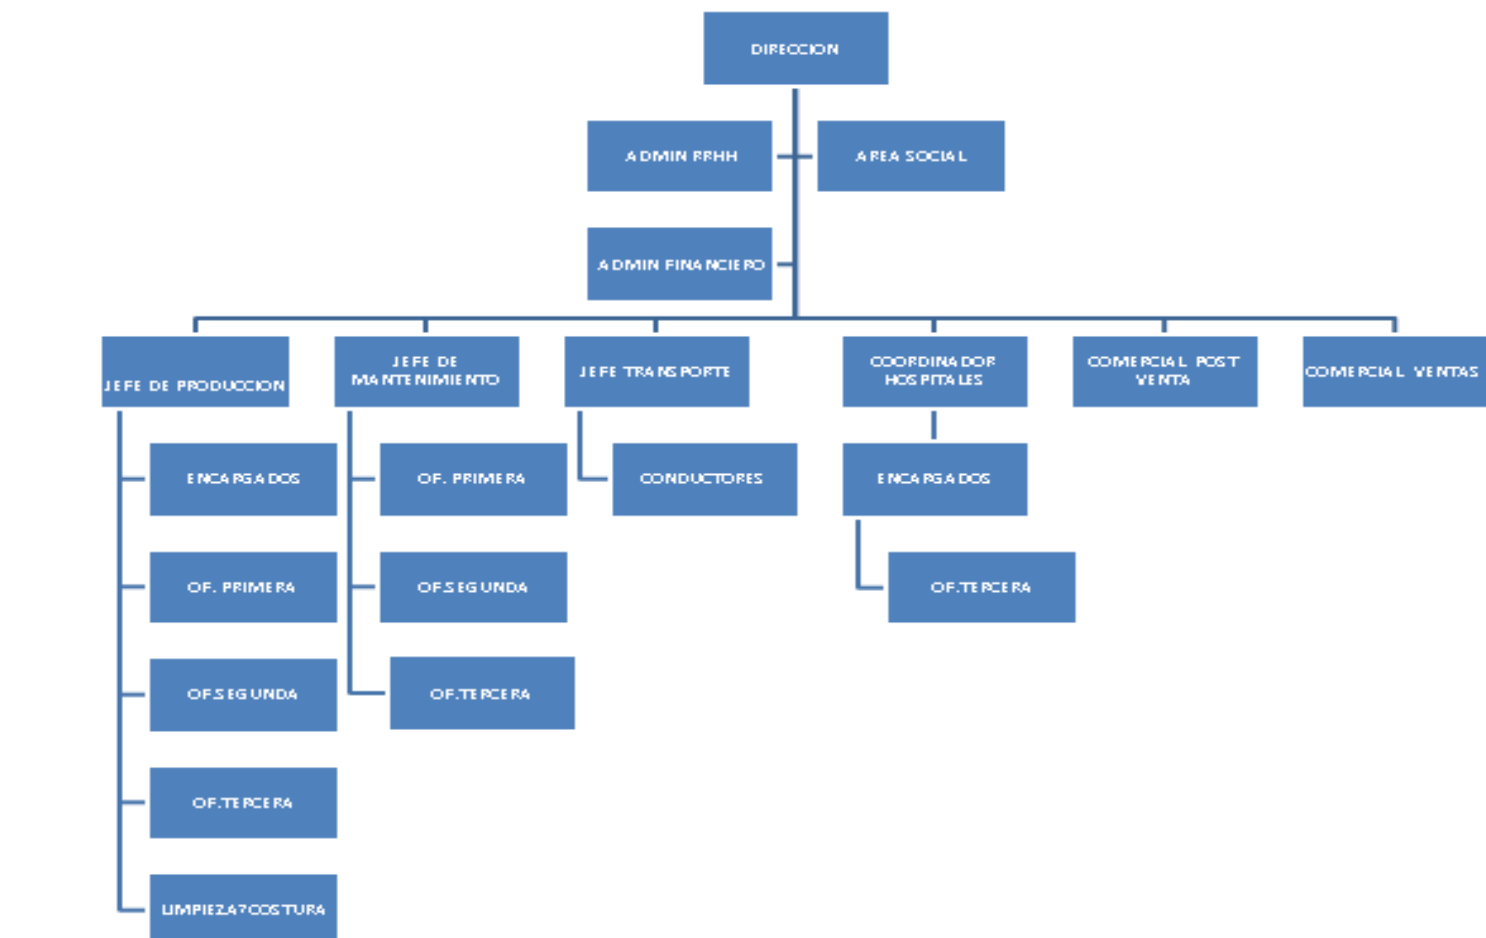 DIRECCION
ADMIN RRHH
AREA SOCIAL
ADMIN FINANCIERO
JEFE DE PRODUCCION
JEFE DE
MANTENIMIENTO
JEFE TRANSPORTE
COORDINADOR
HOSPITALES
COMERCIAL POST
VENTA
COMERCIAL VENTAS
ENCARGADOS
OF. PRIMERA
CONDUCTORES
ENCARGADOS
OF. PRIMERA
OF.SEGUNDA
OF.TERCERA
OF.SEGUNDA
OF.TERCERA
OF.TERCERA
LIMPIEZA?COSTURA